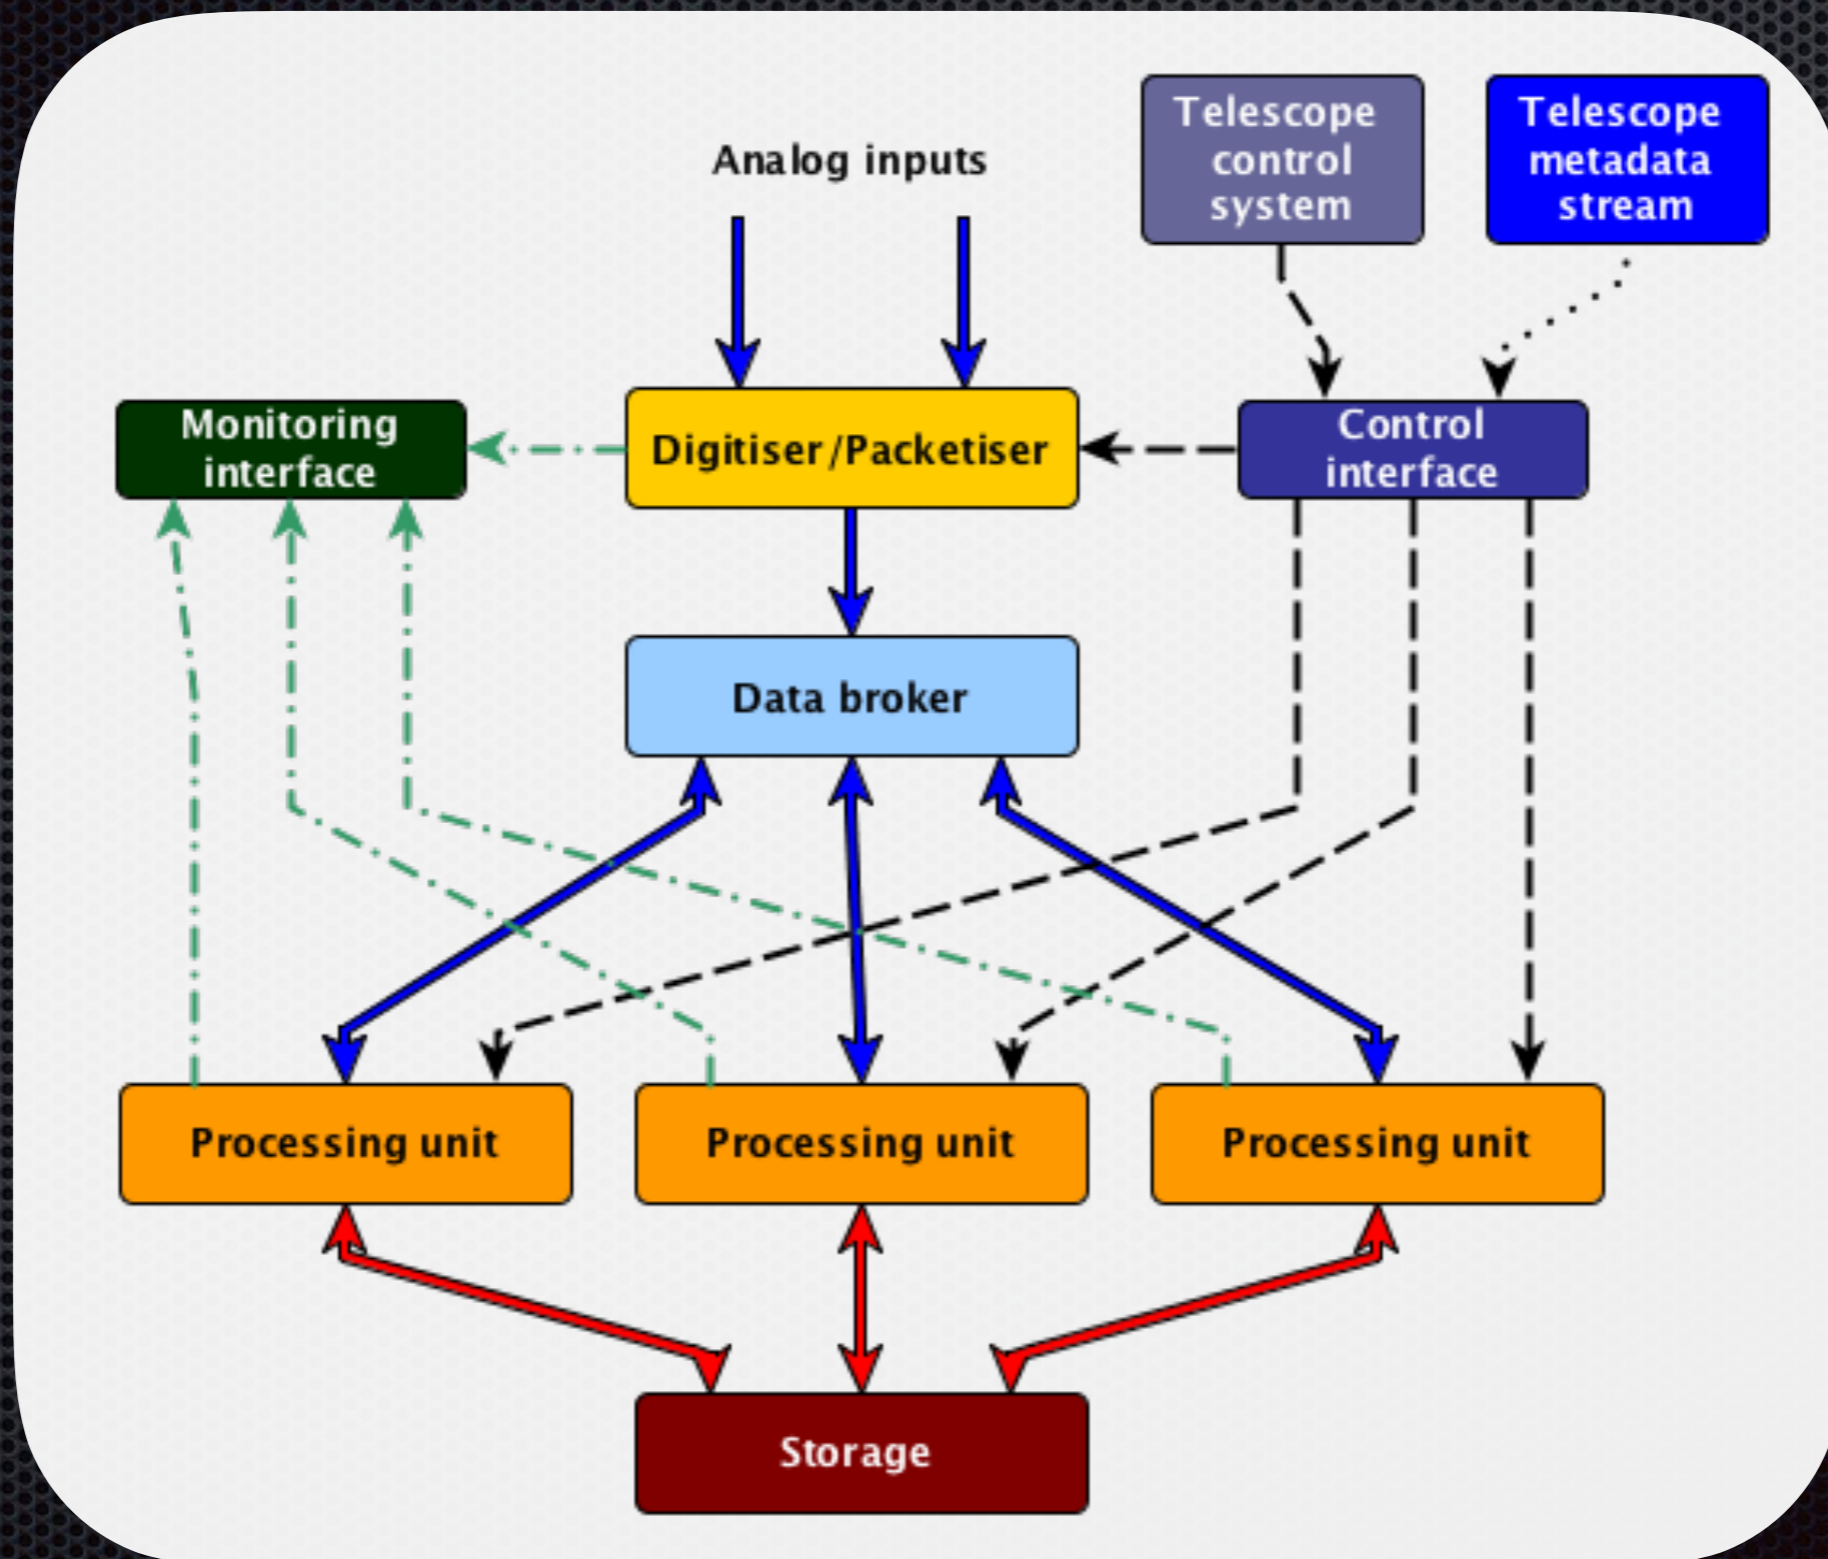 Telescope
control
system
Telescope
metadata
stream
Analog inputs
Monitoring
interface
Digitiser/Packetiser
Control
interface
Data broker
Processing unit
Processing unit
Processing unit
Storage